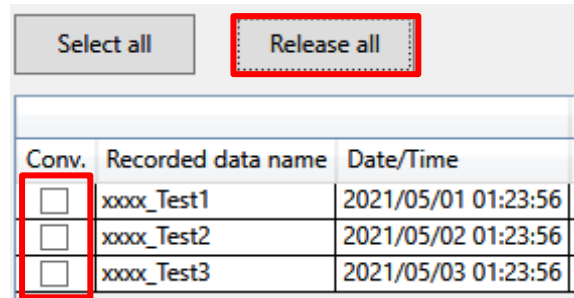 Select all Release all
Conv. Recorded data name Date/Time
xxxx_Test1 2021/05/01 01:23:56
xxxx_Test2 2021/05/02 01:23:56
xxxx_Test3 2021/05/03 01:23:56